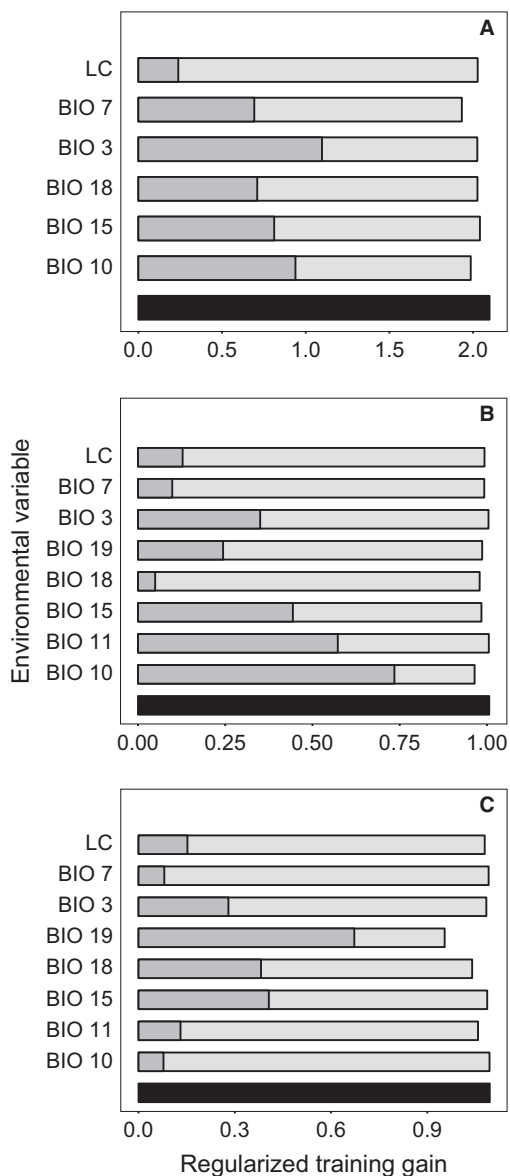 A
LC
BIO 7
BIO 3
BIO 18
BIO 15
BIO 10
0.0 0.5 1.0 1.5 2.0
B
LC
BIO 7
BIO 3
BIO 19
BIO 18
BIO 15
BIO 11
BIO 10
0.00 0.25 0.50 0.75 1.00
Environmental variable
C
LC
BIO 7
BIO 3
BIO 19
BIO 18
BIO 15
BIO 11
BIO 10
0.0 0.3 0.6 0.9
Regularized training gain